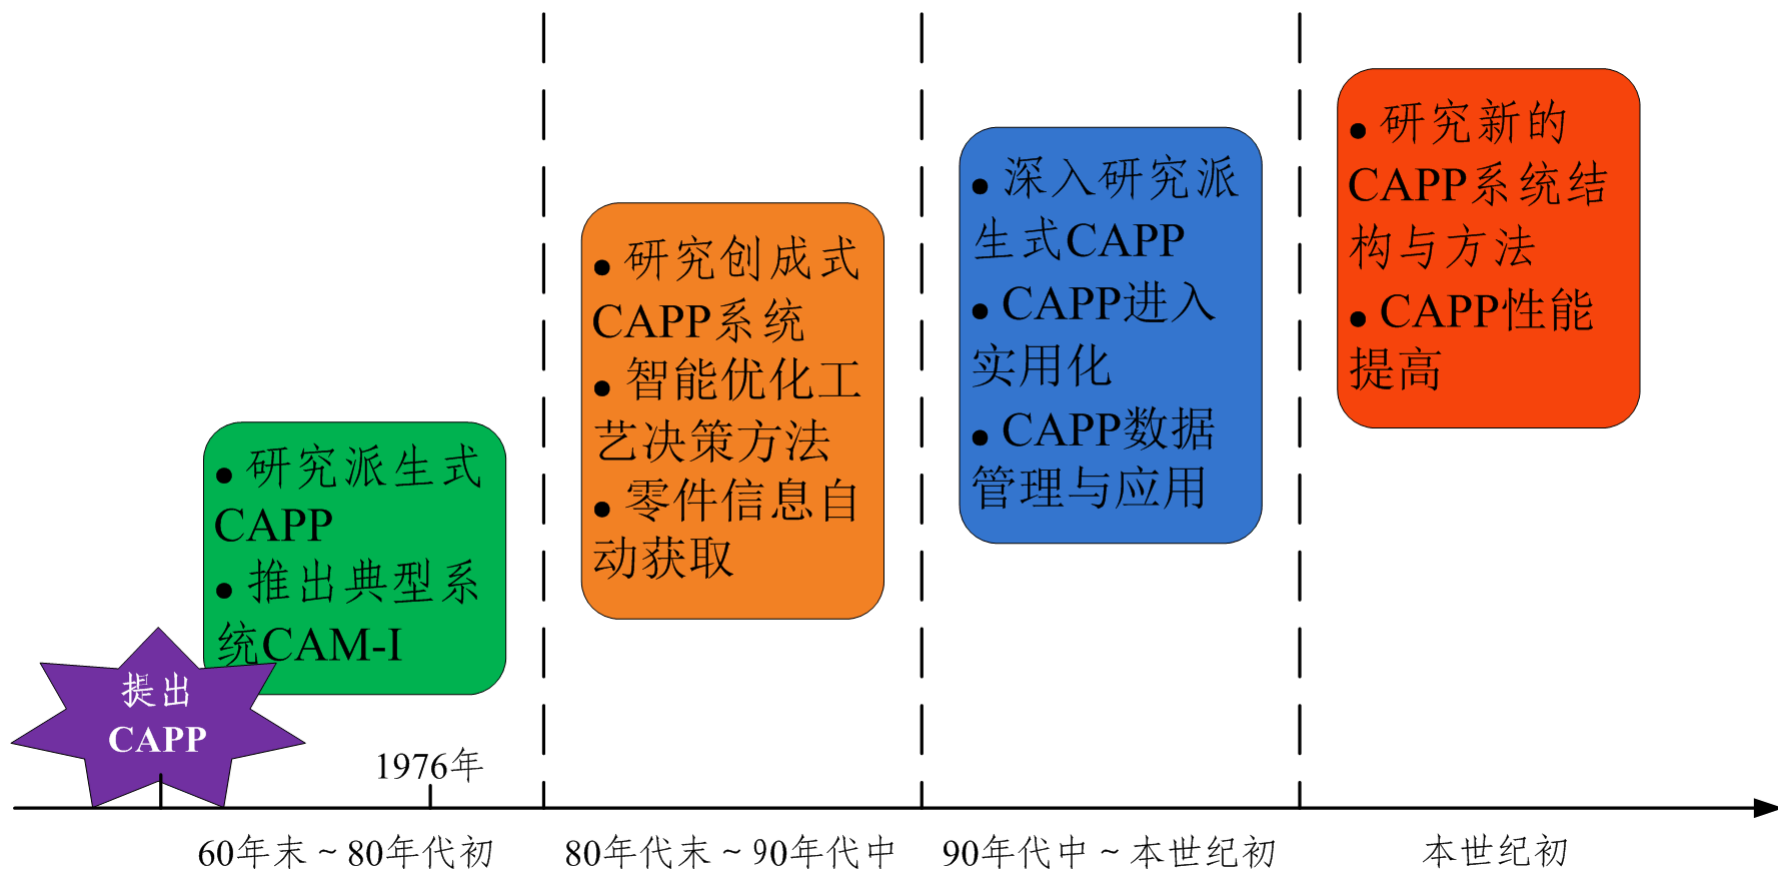 提出
CAPP
• 研究派生式
CAPP
• 推出典型系
统CAM-I
1976年
60年末～80年代初
• 研究创成式
CAPP系统
• 智能优化工
艺决策方法
• 零件信息自
动获取
80年代末～90年代中
• 深入研究派
生式CAPP
• CAPP进入
实用化
• CAPP数据
管理与应用
90年代中～本世纪初
• 研究新的
CAPP系统结
构与方法
• CAPP性能
提高
本世纪初